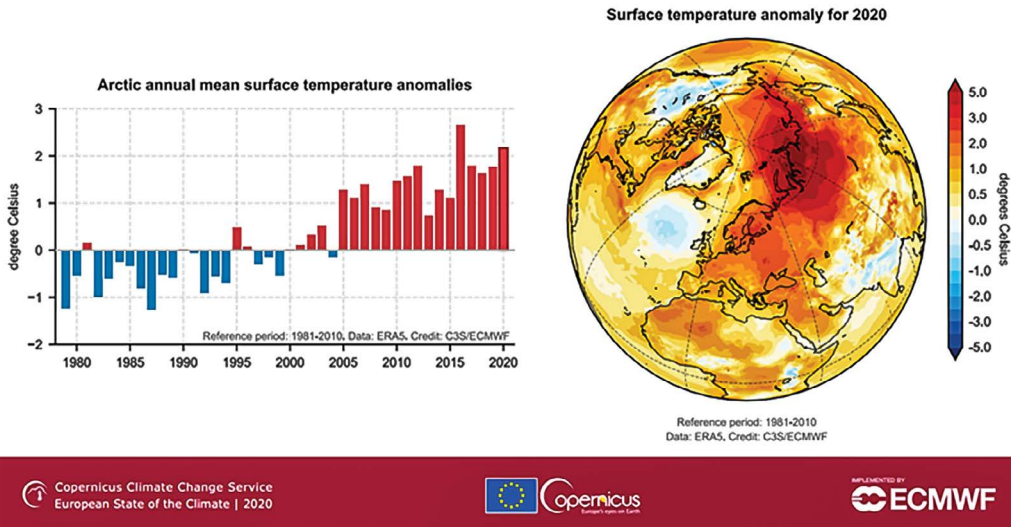 Surface temperature anomaly for 2020
Arctic annual mean surface temperature anomalies
degree Celsius
3
2
1
0
−1
−2
1980
1985
1990
1995
2000
2005
2010
2015
2020
Reference period: 1981-2010, Data: ERA5, Credit: C3S/ECMWF
5.0
3.0
2.0
1.0
0.5
0.0
-0.5
-1.0
-2.0
-3.0
-5.0
degrees Celsius
Reference period: 1981-2010
Data: ERA5, Credit: C3S/ECMWF
Copernicus Climate Change Service
European State of the Climate | 2020
Copernicus
Europe's eyes on Earth
IMPLEMENTED BY
ECMWF